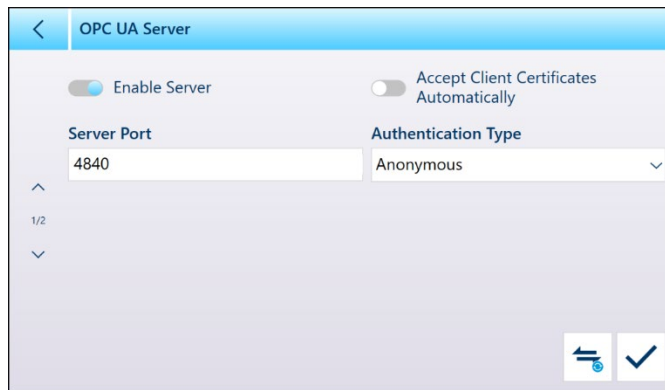 OPC UA Server
Enable Server
Accept Client Certificates
Automatically
Server Port
Authentication Type
4840
Anonymous
1/2